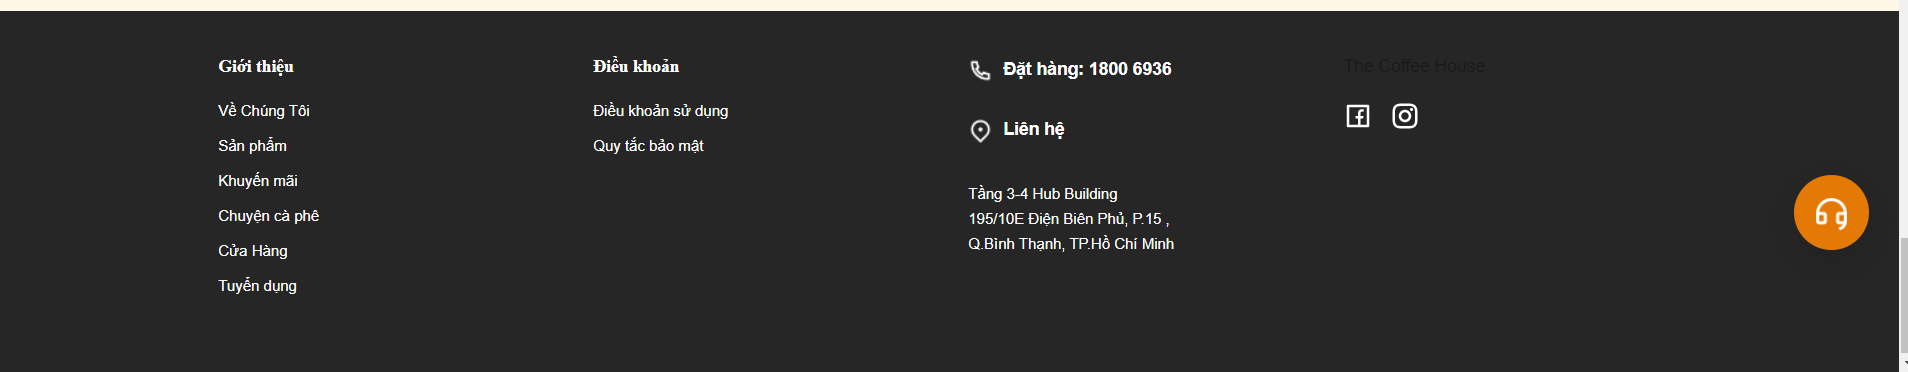 Giới thiệu
Về Chúng Tôi
Sản phẩm
Khuyến mãi
Chuyện cà phê
Cửa Hàng
Tuyển dụng
Điều khoản
Điều khoản sử dụng
Quy tắc bảo mật
Đặt hàng: 1800 6936
Liên hệ
Tầng 3-4 Hub Building
195/10E Điện Biên Phủ, P.15 ,
Q.Bình Thạnh, TP.Hồ Chí Minh
The Coffee House